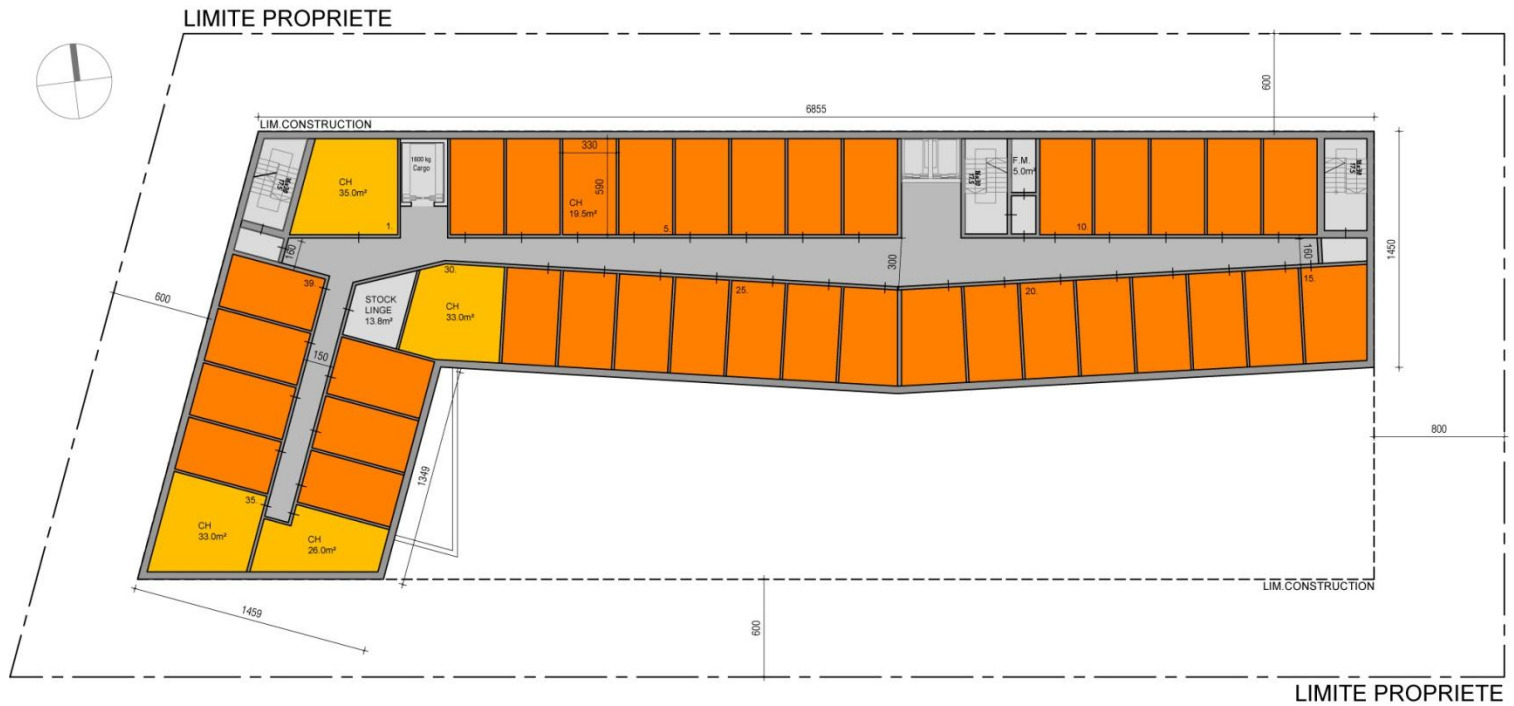 LIMITE PROPRIETE
600
6855
LIM.CONSTRUCTION
1600 kg
Cargo
330
590
CH
35.0m²
1.
CH
19.5m²
5.
F.M.
5.0m²
10.
160
300
160
1450
39.
30.
25.
20.
15.
600
STOCK
LINGE
13.8m²
CH
33.0m²
150
800
1349
35.
CH
33.0m²
CH
26.0m²
LIM.CONSTRUCTION
1459
600
LIMITE PROPRIETE